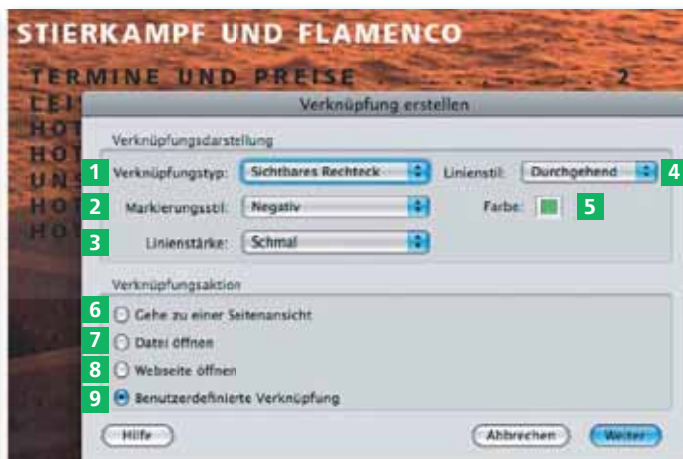 STIERKAMPF UND FLAMENCO
TERMINE UND PREISE . . . . . . . . . . . . . . 2
Verknüpfung erstellen
Verknüpfungsdarstellung
1 Verknüpfungstyp: Sichtbares Rechteck Linienstil: Durchgehend 4
2 Markierungsstil: Negativ Farbe: 5
3 Linienstärke: Schmal
Verknüpfungsaktion
6 Gehe zu einer Seitenansicht
7 Datei öffnen
8 Webseite öffnen
9 Benutzerdefinierte Verknüpfung
Hilfe Abbrechen Weiter